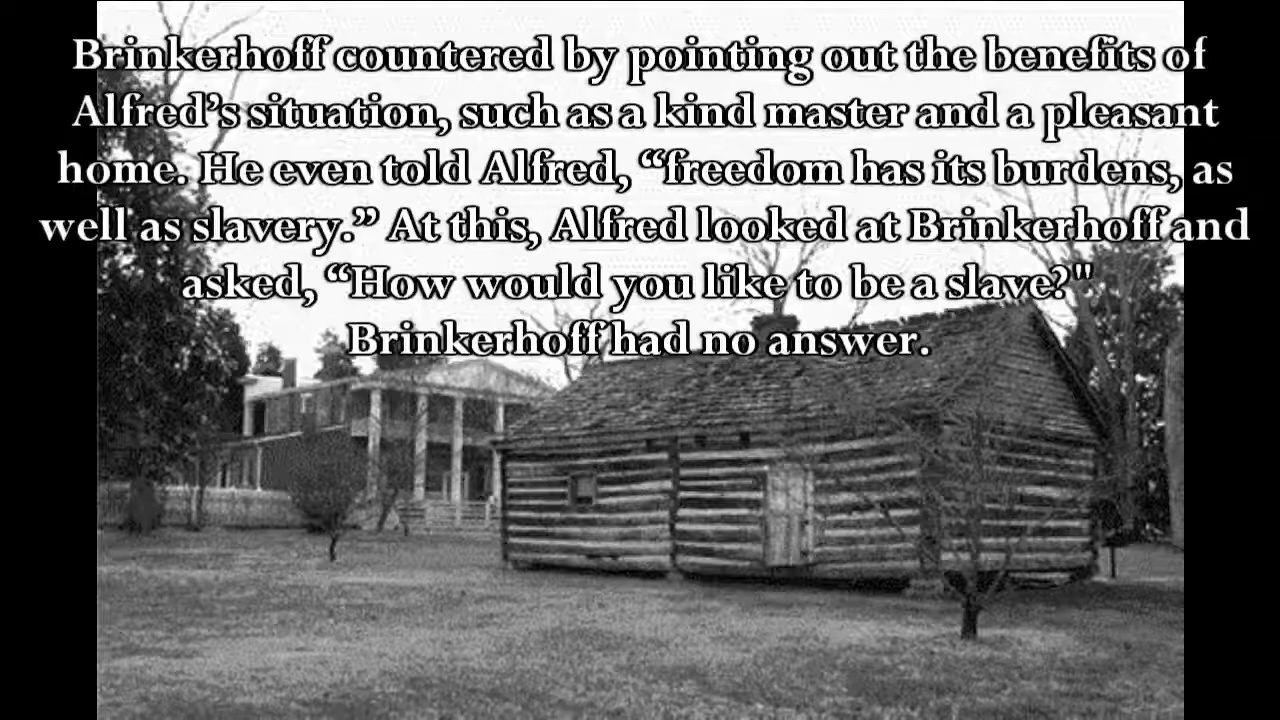 Brinkerhoff countered by pointing out the benefits of
Alfred’s situation, such as a kind master and a pleasant
home. He even told Alfred, “freedom has its burdens, as
well as slavery.” At this, Alfred looked at Brinkerhoff and
asked, “How would you like to be a slave?"
Brinkerhoff had no answer.